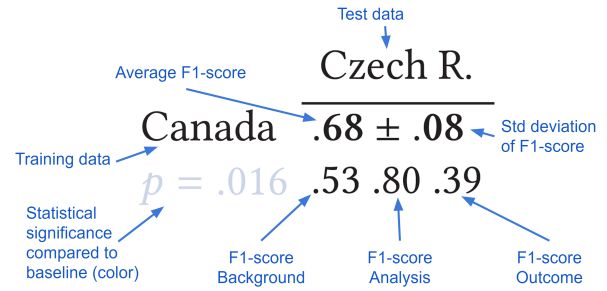 Test data
Czech R.
Average F1-score
Canada .68 ± .08
Std deviation
of F1-score
Training data
p = .016 .53 .80 .39
Statistical
significance
compared to
baseline (color)
F1-score
Background
F1-score
Analysis
F1-score
Outcome